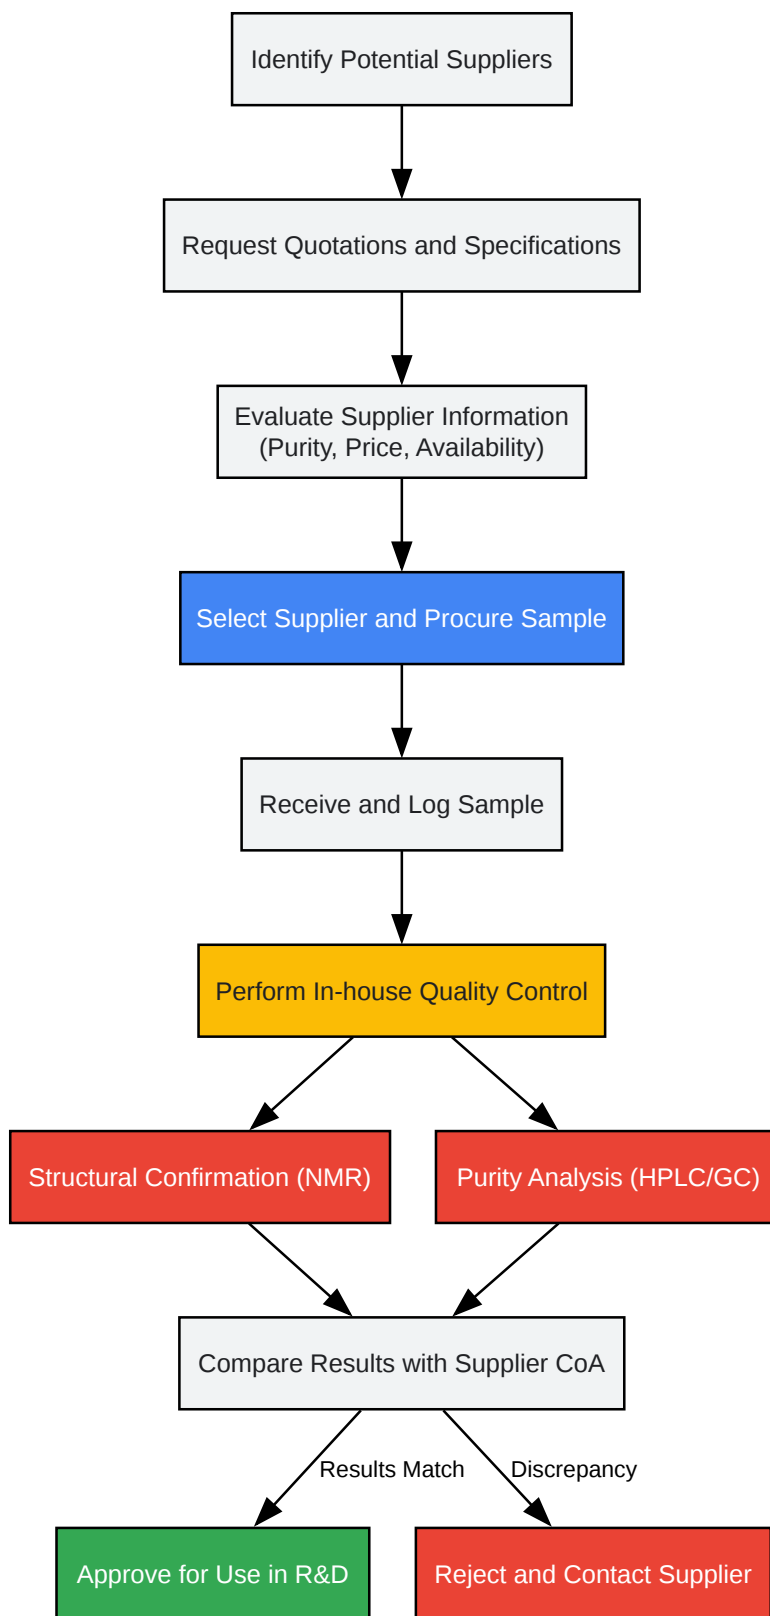 Identify Potential Suppliers
Request Quotations and Specifications
Evaluate Supplier Information
(Purity, Price, Availability)
Select Supplier and Procure Sample
Receive and Log Sample
Perform In-house Quality Control
Structural Confirmation (NMR)
Purity Analysis (HPLC/GC)
Compare Results with Supplier CoA
Results Match
Discrepancy
Approve for Use in R&D
Reject and Contact Supplier